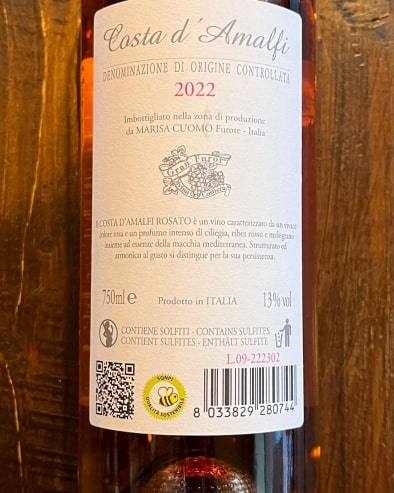 Costa d´Amalfi
DENOMINAZIONE DI ORIGINE CONTROLLATA
2022
Imbottigliato nella zona di produzione
da MARISA CUOMO Furore - Italia
Gran Furor
Il COSTA D'AMALFI ROSATO è un vino caratterizzato da un vivace
colore rosa e un profumo intenso di ciliegia, ribes rosso e melograno
insieme ad essenze della macchia mediterranea. Strutturato ed
armonico al gusto si distingue per la sua persistenza.
750ml e Prodotto in ITALIA 13% vol
CONTIENE SOLFITI - CONTAINS SULFITES
CONTIENT SULFITES - ENTHÄLT SULFITE
L.09-222302
SQNPI
QUALITÀ SOSTENIBILE
8 033829 280744